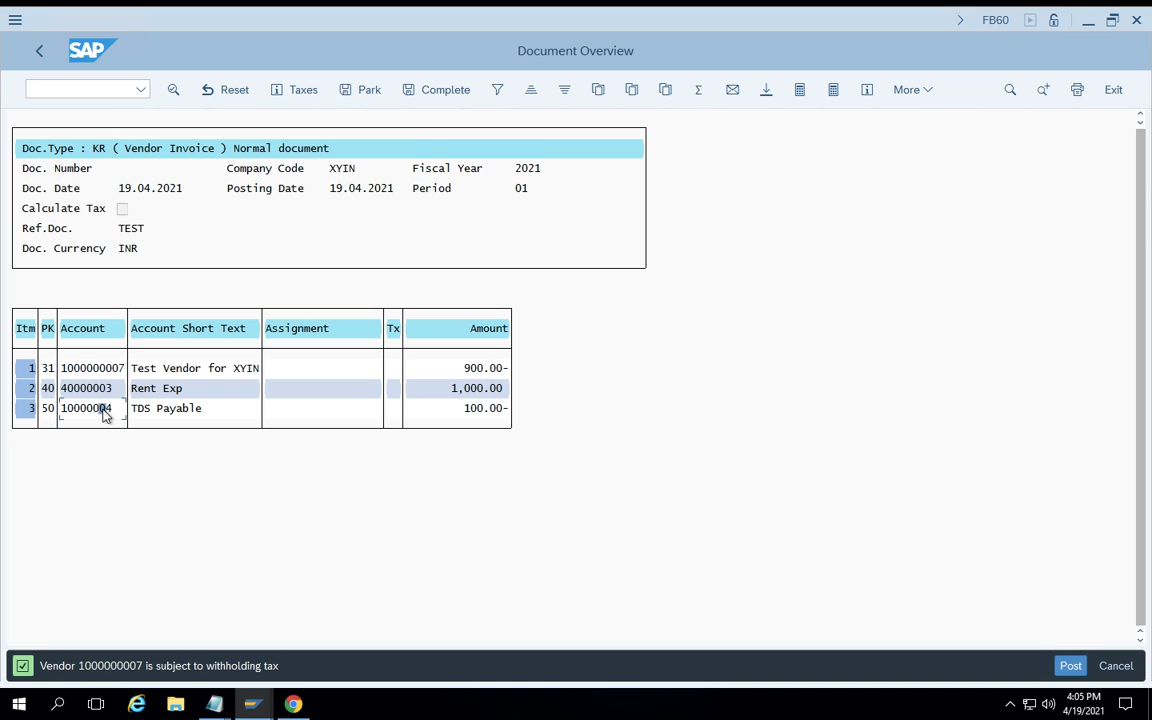 FB60
SAP Document Overview
Reset Taxes Park Complete More Exit
Doc.Type : KR ( Vendor Invoice ) Normal document
Doc. Number Company Code XYIN Fiscal Year 2021
Doc. Date 19.04.2021 Posting Date 19.04.2021 Period 01
Calculate Tax
Ref.Doc. TEST
Doc. Currency INR
Itm PK Account Account Short Text Assignment Tx Amount
1 31 1000000007 Test Vendor for XYIN 900.00-
2 40 40000003 Rent Exp 1,000.00
3 50 10000004 TDS Payable 100.00-
Vendor 1000000007 is subject to withholding tax Post Cancel
4:05 PM
4/19/2021